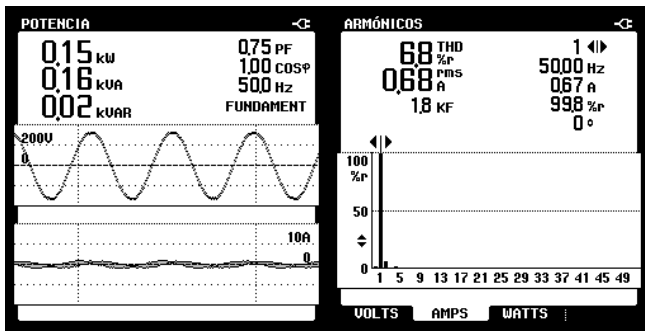 POTENCIA
0,15 kW
0,16 kVA
0,02 kVAR
0,75 PF
1,00 COSφ
50,0 Hz
FUNDAMENT
200V
0
10A
0
ARMÓNICOS
6,8 THD %r
0,68 rms A
1,8 KF
1
50,00 Hz
0,67 A
99,8 %r
0 °
100
%r
50
0
1 5 9 13 17 21 25 29 33 37 41 45 49
VOLTS AMPS WATTS